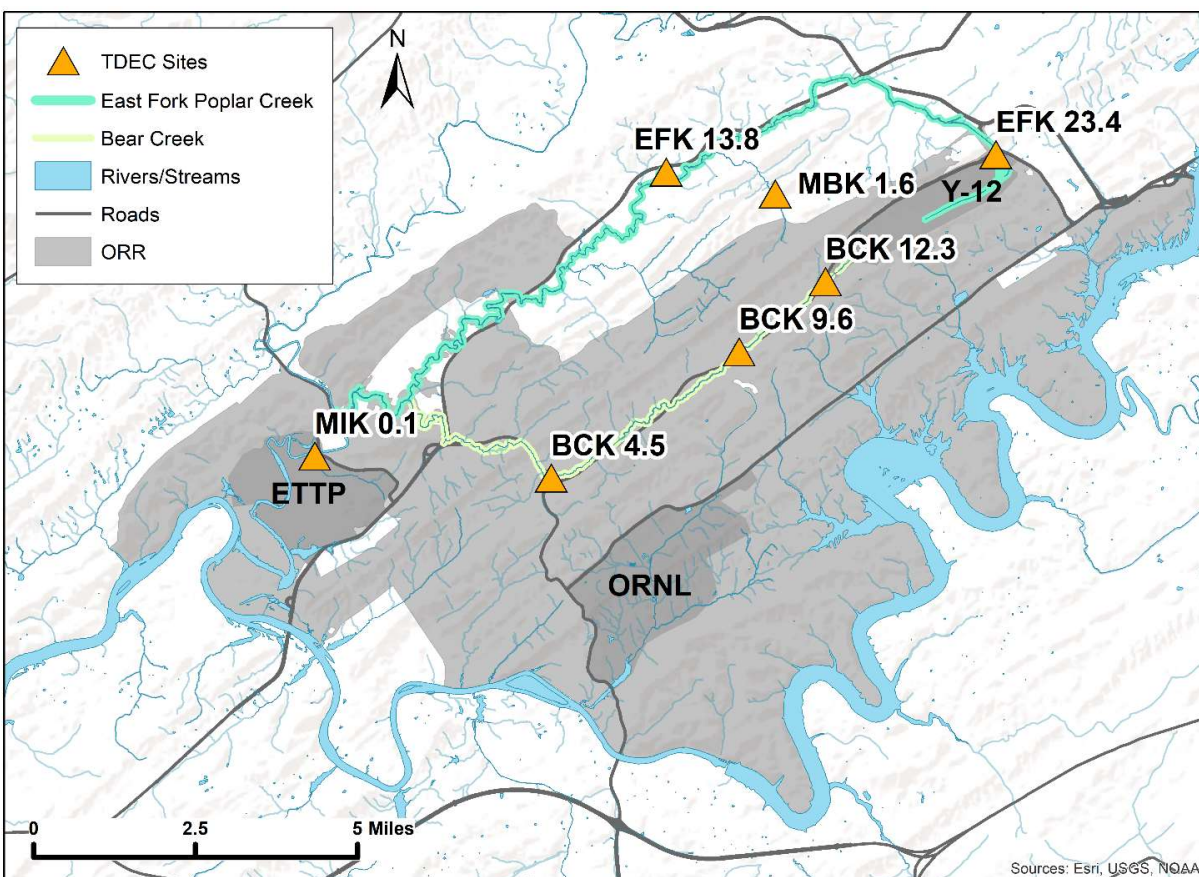 TDEC Sites
East Fork Poplar Creek
Bear Creek
Rivers/Streams
Roads
ORR
N
EFK 23.4
EFK 13.8
MBK 1.6
Y-12
BCK 12.3
BCK 9.6
MIK 0.1
BCK 4.5
ETTP
ORNL
0 2.5 5 Miles
Sources: Esri, USGS, NOAA